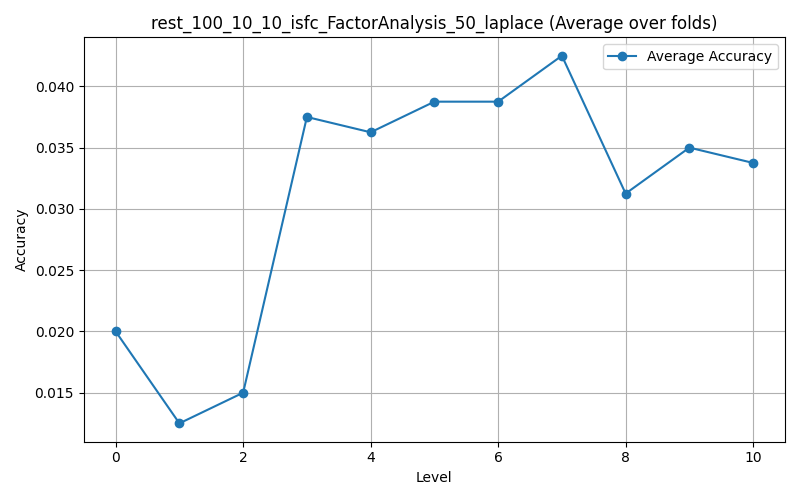 rest_100_10_10_isfc_FactorAnalysis_50_laplace (Average over folds)
Average Accuracy
0.040
0.035
0.030
0.025
0.020
0.015
Accuracy
0 2 4 6 8 10
Level